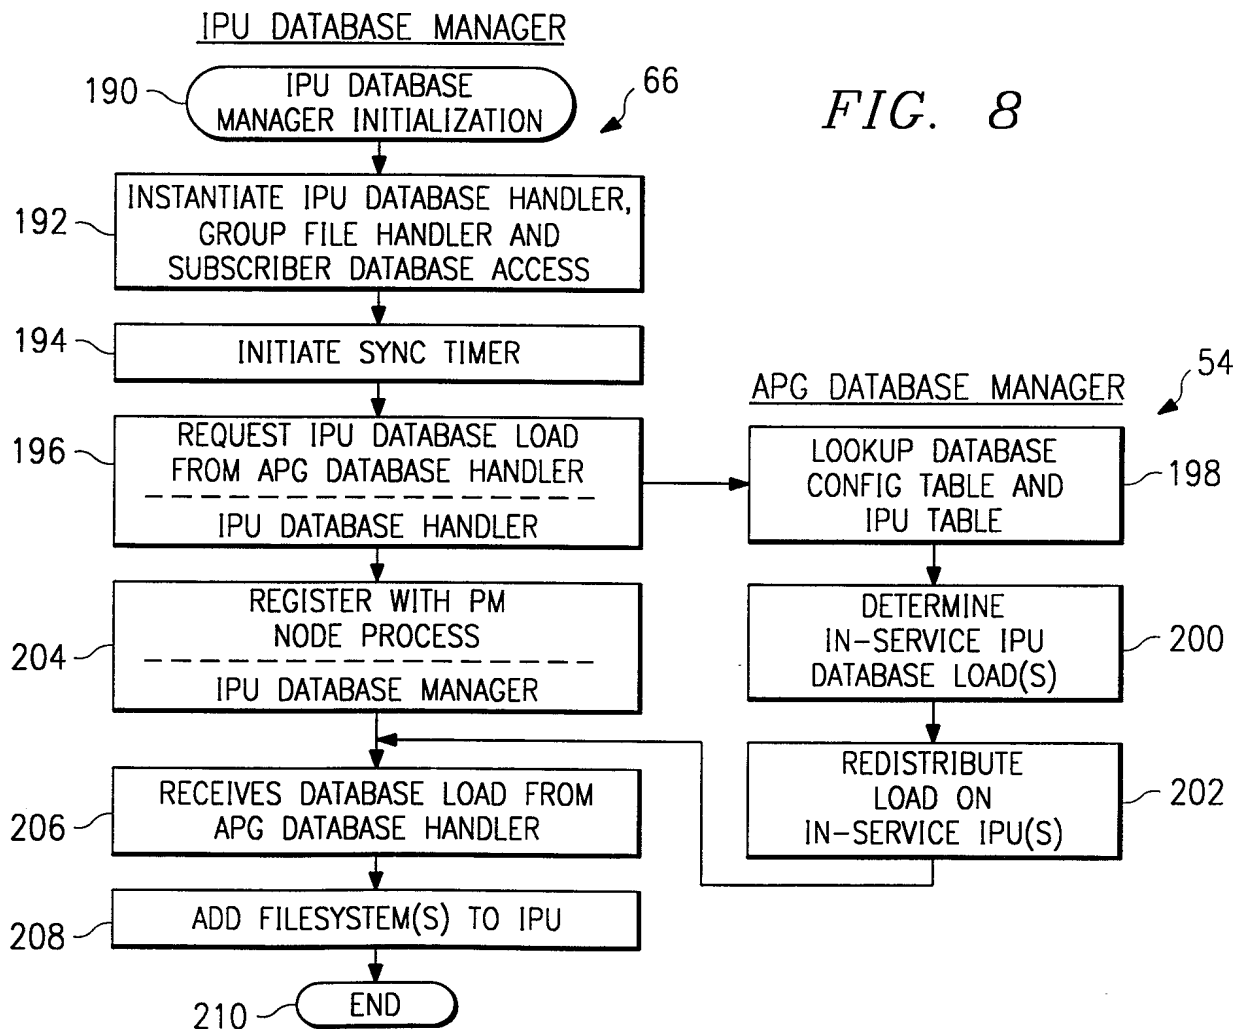 IPU DATABASE MANAGER
190
IPU DATABASE
MANAGER INITIALIZATION
66
FIG. 8
192
INSTANTIATE IPU DATABASE HANDLER,
GROUP FILE HANDLER AND
SUBSCRIBER DATABASE ACCESS
194
INITIATE SYNC TIMER
196
REQUEST IPU DATABASE LOAD
FROM APG DATABASE HANDLER
IPU DATABASE HANDLER
APG DATABASE MANAGER
54
LOOKUP DATABASE
CONFIG TABLE AND
IPU TABLE
198
204
REGISTER WITH PM
NODE PROCESS
IPU DATABASE MANAGER
DETERMINE
IN-SERVICE IPU
DATABASE LOAD(S)
200
REDISTRIBUTE
LOAD ON
IN-SERVICE IPU(S)
202
206
RECEIVES DATABASE LOAD FROM
APG DATABASE HANDLER
208
ADD FILESYSTEM(S) TO IPU
210
END